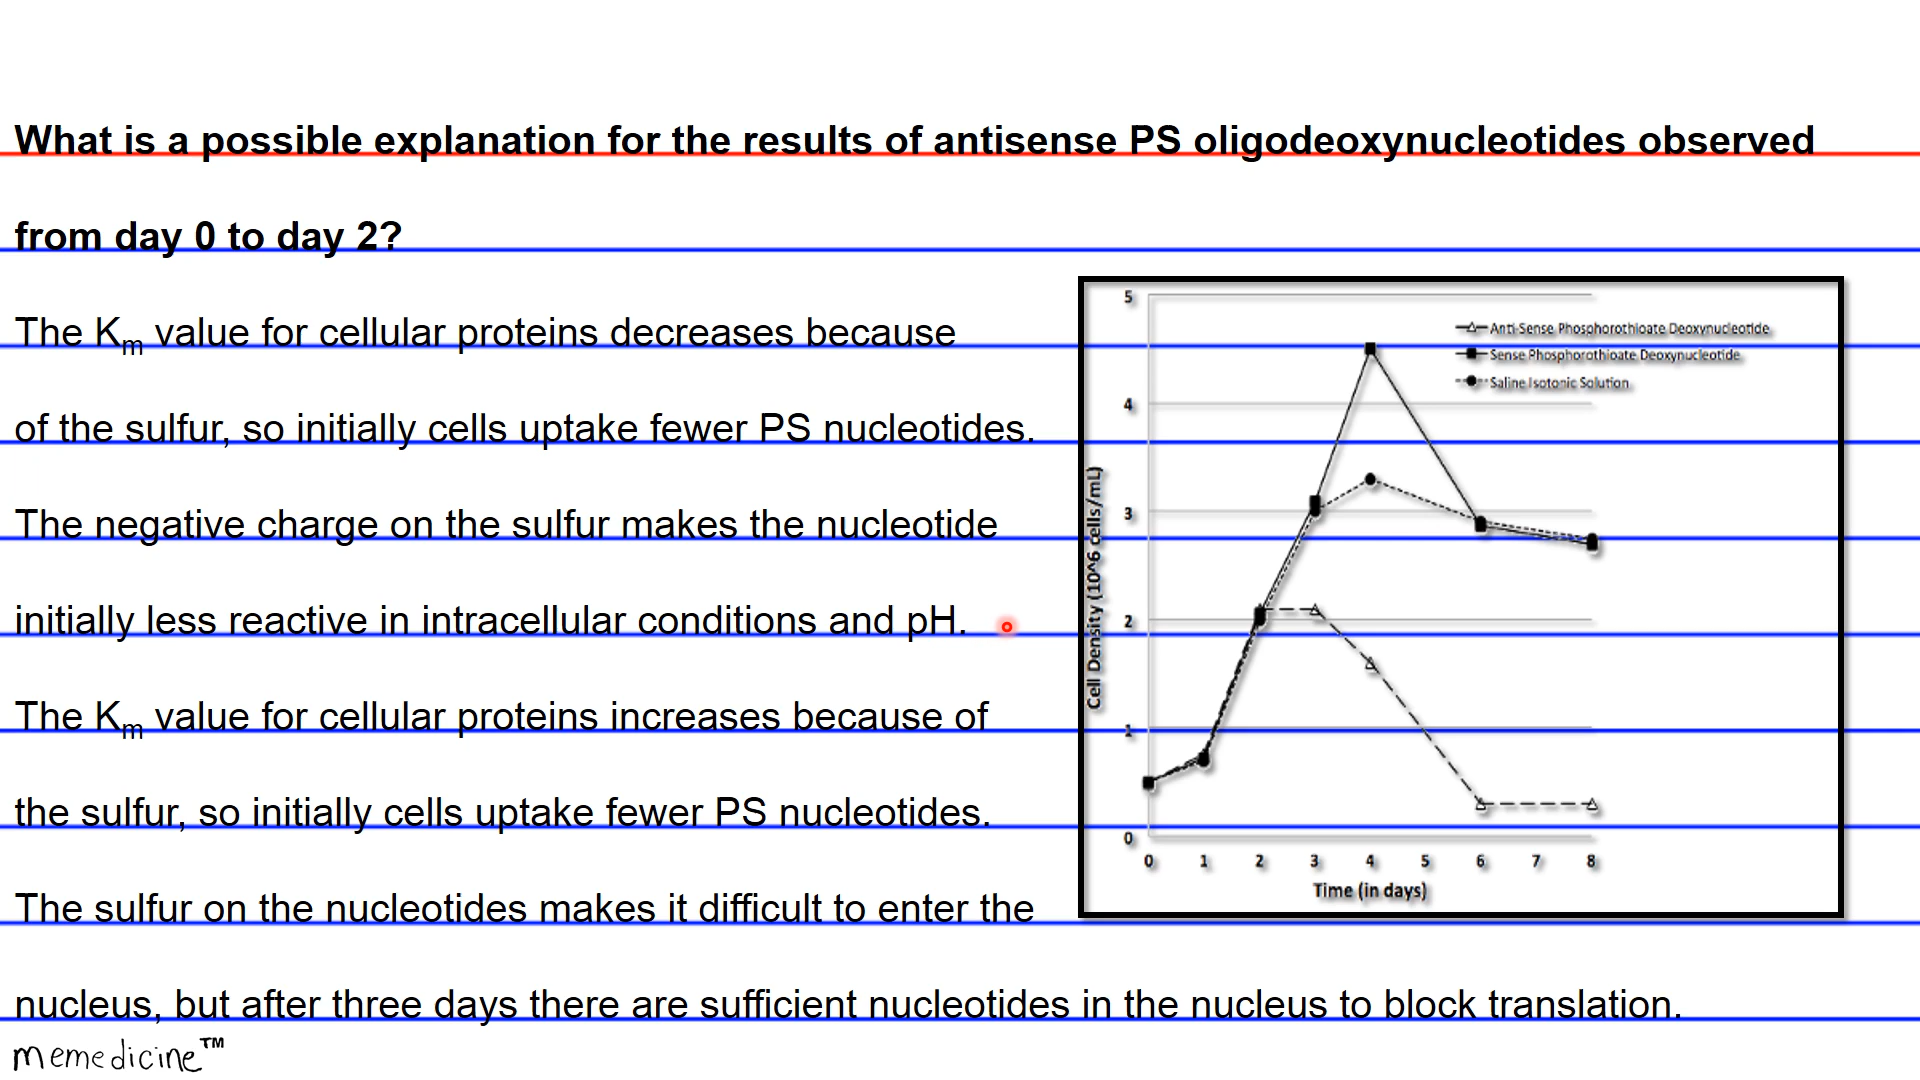 What is a possible explanation for the results of antisense PS oligodeoxynucleotides observed
from day 0 to day 2?
The Km value for cellular proteins decreases because
of the sulfur, so initially cells uptake fewer PS nucleotides.
The negative charge on the sulfur makes the nucleotide
initially less reactive in intracellular conditions and pH.
The Km value for cellular proteins increases because of
the sulfur, so initially cells uptake fewer PS nucleotides.
The sulfur on the nucleotides makes it difficult to enter the
nucleus, but after three days there are sufficient nucleotides in the nucleus to block translation.
5
4
3
2
1
0
Cell Density (10^6 cells/mL)
Anti-Sense Phosphorothioate Deoxynucleotide
Sense Phosphorothioate Deoxynucleotide
Saline Isotonic Solution
0 1 2 3 4 5 6 7 8
Time (in days)
memedicine™